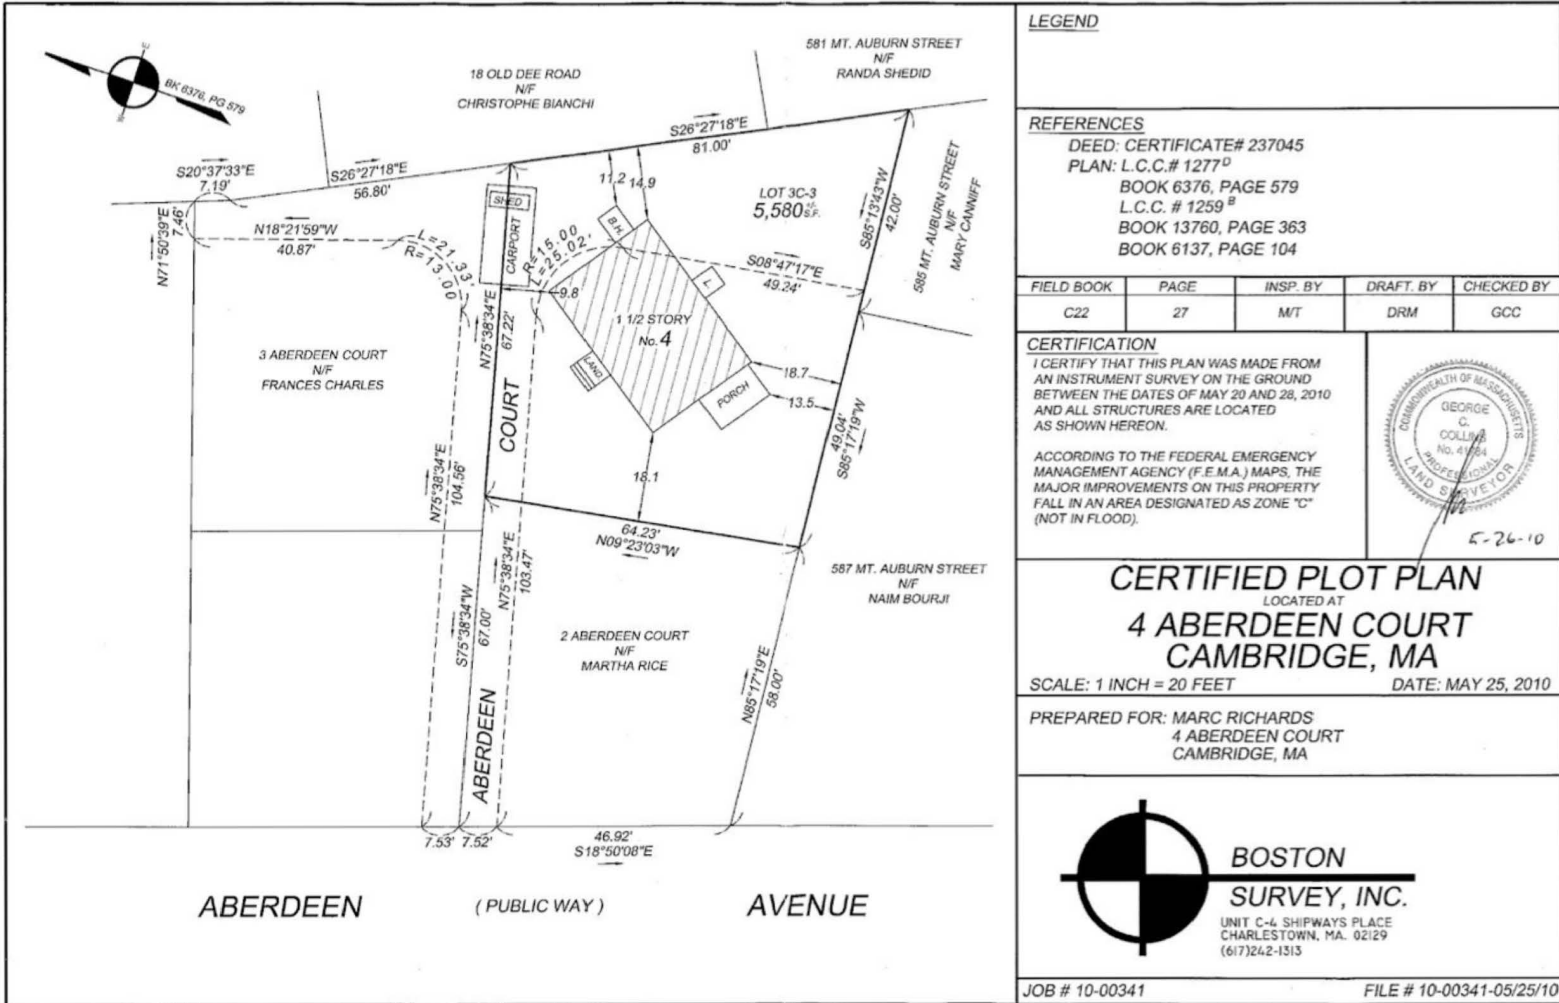 581 MT. AUBURN STREET
N/F
RANDA SHEDID
18 OLD DEE ROAD
N/F
CHRISTOPHE BIANCHI
E
BK 6376, PG 579
S20°37'33"E
7.19'
S26°27'18"E
56.80'
S26°27'18"E
81.00'
N71°50'39"E
7.46'
N18°21'59"W
40.87'
L=21.33'
R=13.00
SHED
CARPORT
R=15.00
L=25.02'
11.2
14.9
B.H.
LOT 3C-3
5,580± S.F.
S85°13'43"W
42.00'
585 MT. AUBURN STREET
N/F
MARY CANNIFF
S08°47'17"E
49.24'
L.
9.8
1 1/2 STORY
No. 4
LAND.
PORCH
18.7
13.5
49.04'
S85°17'19"W
3 ABERDEEN COURT
N/F
FRANCES CHARLES
N75°38'34"E
67.22'
N75°38'34"E
104.56'
18.1
64.23'
N09°23'03"W
S75°38'34"W
67.00'
N75°38'34"E
103.47'
ABERDEEN COURT
2 ABERDEEN COURT
N/F
MARTHA RICE
587 MT. AUBURN STREET
N/F
NAIM BOURJI
N85°17'19"E
58.00'
7.53' 7.52'
46.92'
S18°50'08"E
ABERDEEN (PUBLIC WAY) AVENUE
LEGEND
REFERENCES
DEED: CERTIFICATE# 237045
PLAN: L.C.C.# 1277 D
BOOK 6376, PAGE 579
L.C.C. # 1259 B
BOOK 13760, PAGE 363
BOOK 6137, PAGE 104
FIELD BOOK PAGE INSP. BY DRAFT. BY CHECKED BY
C22 27 M/T DRM GCC
CERTIFICATION
I CERTIFY THAT THIS PLAN WAS MADE FROM
AN INSTRUMENT SURVEY ON THE GROUND
BETWEEN THE DATES OF MAY 20 AND 28, 2010
AND ALL STRUCTURES ARE LOCATED
AS SHOWN HEREON.
ACCORDING TO THE FEDERAL EMERGENCY
MANAGEMENT AGENCY (F.E.M.A.) MAPS, THE
MAJOR IMPROVEMENTS ON THIS PROPERTY
FALL IN AN AREA DESIGNATED AS ZONE "C"
(NOT IN FLOOD).
COMMONWEALTH OF MASSACHUSETTS
GEORGE
C.
COLLINS
No.
PROFESSIONAL
LAND SURVEYOR
5-26-10
CERTIFIED PLOT PLAN
LOCATED AT
4 ABERDEEN COURT
CAMBRIDGE, MA
SCALE: 1 INCH = 20 FEET DATE: MAY 25, 2010
PREPARED FOR: MARC RICHARDS
4 ABERDEEN COURT
CAMBRIDGE, MA
BOSTON
SURVEY, INC.
UNIT C-4 SHIPWAYS PLACE
CHARLESTOWN, MA. 02129
(617)242-1313
JOB # 10-00341 FILE # 10-00341-05/25/10